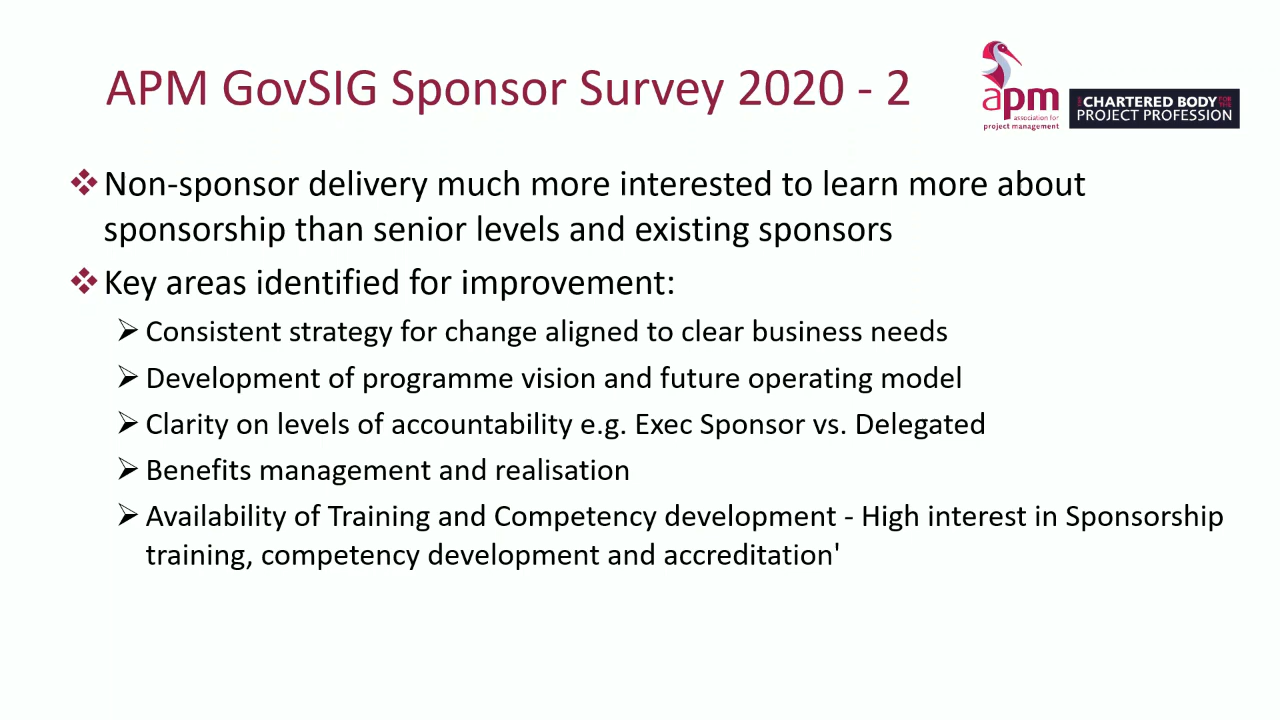 APM GovSIG Sponsor Survey 2020 - 2
apm
association for
project management
CHARTERED BODY FOR THE
PROJECT PROFESSION
❖ Non-sponsor delivery much more interested to learn more about
sponsorship than senior levels and existing sponsors
❖ Key areas identified for improvement:
➢ Consistent strategy for change aligned to clear business needs
➢ Development of programme vision and future operating model
➢ Clarity on levels of accountability e.g. Exec Sponsor vs. Delegated
➢ Benefits management and realisation
➢ Availability of Training and Competency development - High interest in Sponsorship
training, competency development and accreditation'